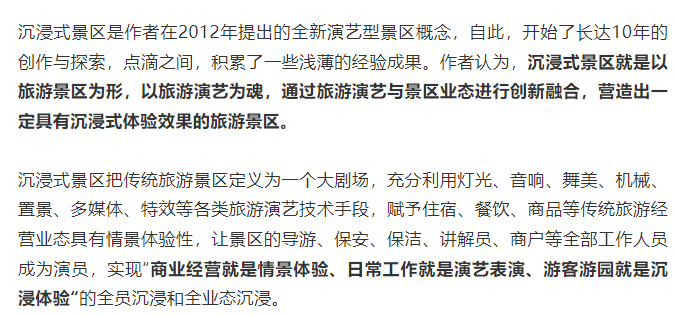 沉浸式景区是作者在2012年提出的全新演艺型景区概念，自此，开始了长达10年的
创作与探索，点滴之间，积累了一些浅薄的经验成果。作者认为，沉浸式景区就是以
旅游景区为形，以旅游演艺为魂，通过旅游演艺与景区业态进行创新融合，营造出一
定具有沉浸式体验效果的旅游景区。
沉浸式景区把传统旅游景区定义为一个大剧场，充分利用灯光、音响、舞美、机械、
置景、多媒体、特效等各类旅游演艺技术手段，赋予住宿、餐饮、商品等传统旅游经
营业态具有情景体验性，让景区的导游、保安、保洁、讲解员、商户等全部工作人员
成为演员，实现“商业经营就是情景体验、日常工作就是演艺表演、游客游园就是沉
浸体验“的全员沉浸和全业态沉浸。